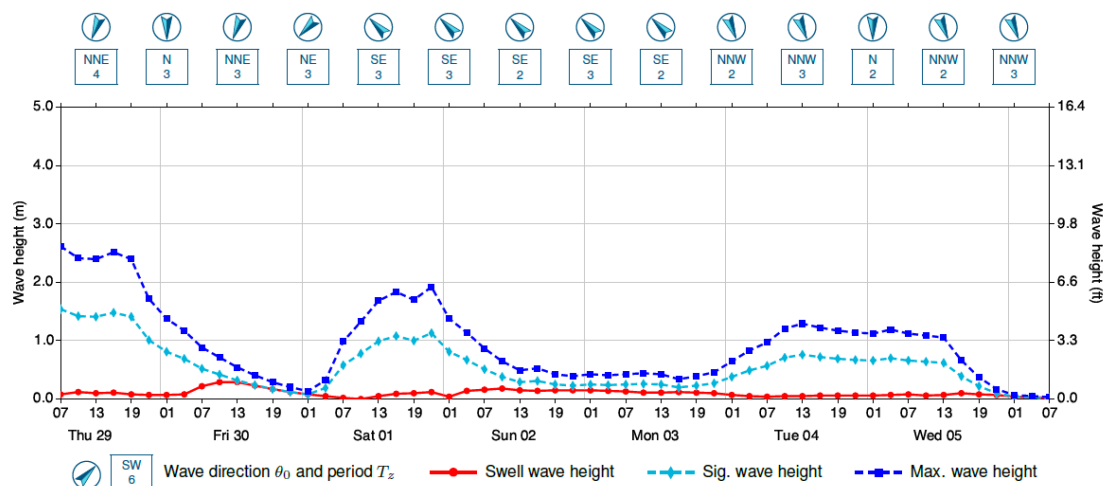 NNE N NNE NE SE SE SE SE SE NNW NNW N NNW NNW
4 3 3 3 3 3 2 3 2 2 3 2 2 3
5.0 16.4
4.0 13.1
3.0 9.8
2.0 6.6
1.0 3.3
0.0 0.0
Wave height (m)
Wave height (ft)
07 13 19 01 07 13 19 01 07 13 19 01 07 13 19 01 07 13 19 01 07 13 19 01 07 13 19 01 07
Thu 29 Fri 30 Sat 01 Sun 02 Mon 03 Tue 04 Wed 05
SW
6
Wave direction θ₀ and period T_z Swell wave height Sig. wave height Max. wave height